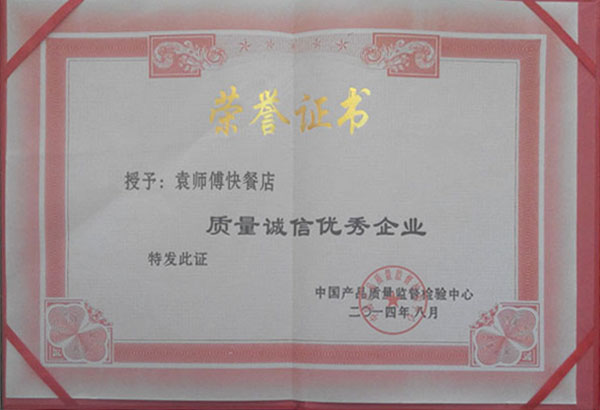 荣誉证书
授予：袁师傅快餐店
质量诚信优秀企业
特发此证
中国产品质量监督检验中心
二〇一四年八月